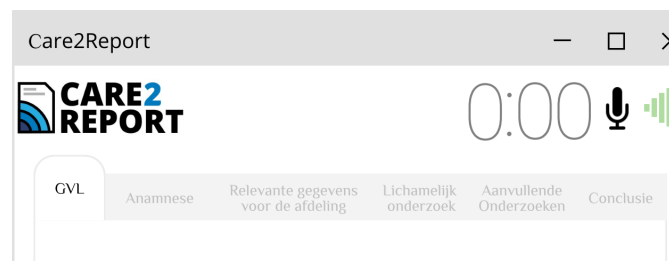 Care2Report
CARE2
REPORT
0:00
GVL
Anamnese
Relevante gegevens
voor de afdeling
Lichamelijk
onderzoek
Aanvullende
Onderzoeken
Conclusie